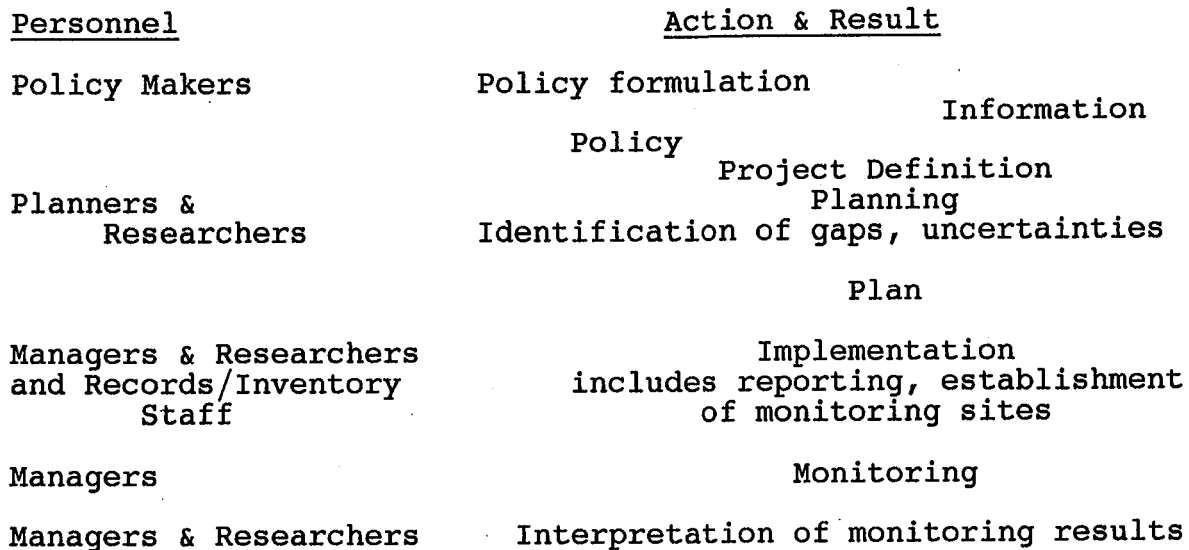 Personnel Action & Result
Policy Makers Policy formulation
Information
Policy
Project Definition
Planners & Planning
Researchers Identification of gaps, uncertainties
Plan
Managers & Researchers Implementation
and Records/Inventory includes reporting, establishment
Staff of monitoring sites
Managers Monitoring
Managers & Researchers Interpretation of monitoring results